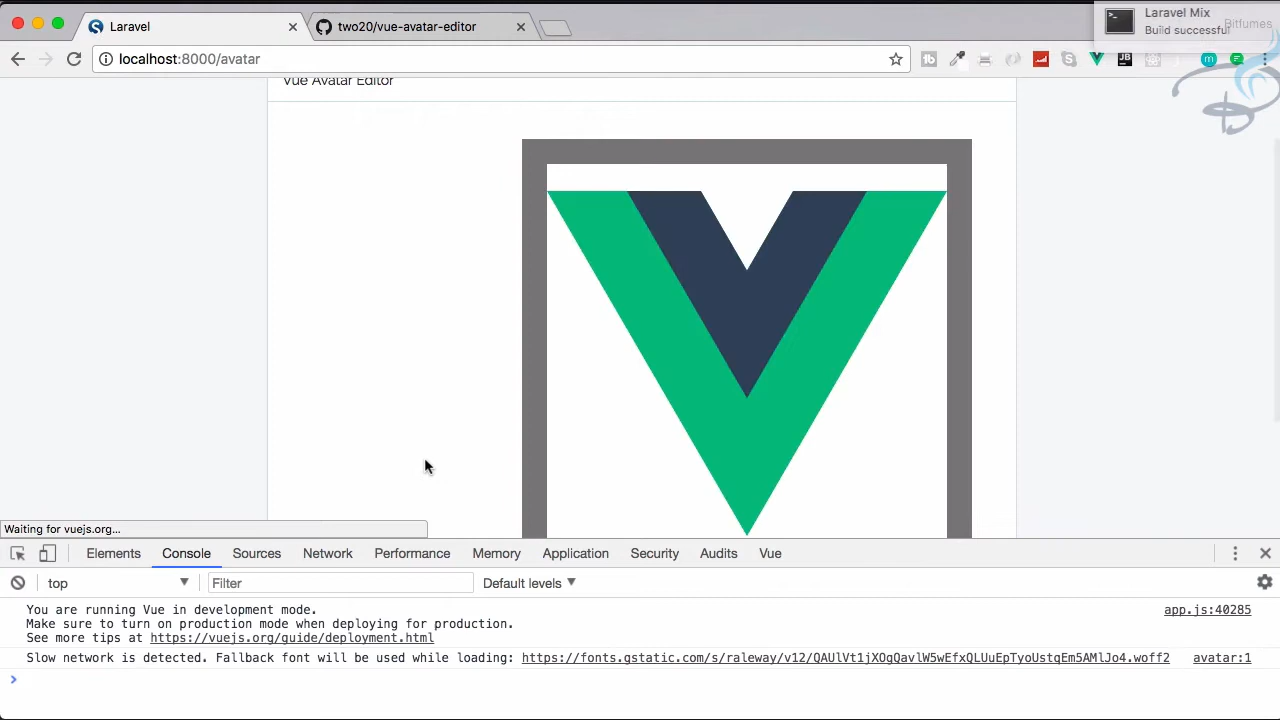 Laravel
two20/vue-avatar-editor
Laravel Mix
Build successful
Bitfumes
localhost:8000/avatar
tb
S
JB
m
Vue Avatar Editor
Waiting for vuejs.org...
Elements
Console
Sources
Network
Performance
Memory
Application
Security
Audits
Vue
top
Filter
Default levels
You are running Vue in development mode.
app.js:40285
Make sure to turn on production mode when deploying for production.
See more tips at https://vuejs.org/guide/deployment.html
Slow network is detected. Fallback font will be used while loading: https://fonts.gstatic.com/s/raleway/v12/QAUlVt1jXOgQavlW5wEfxQLUuEpTyoUstqEm5AMlJo4.woff2
avatar:1